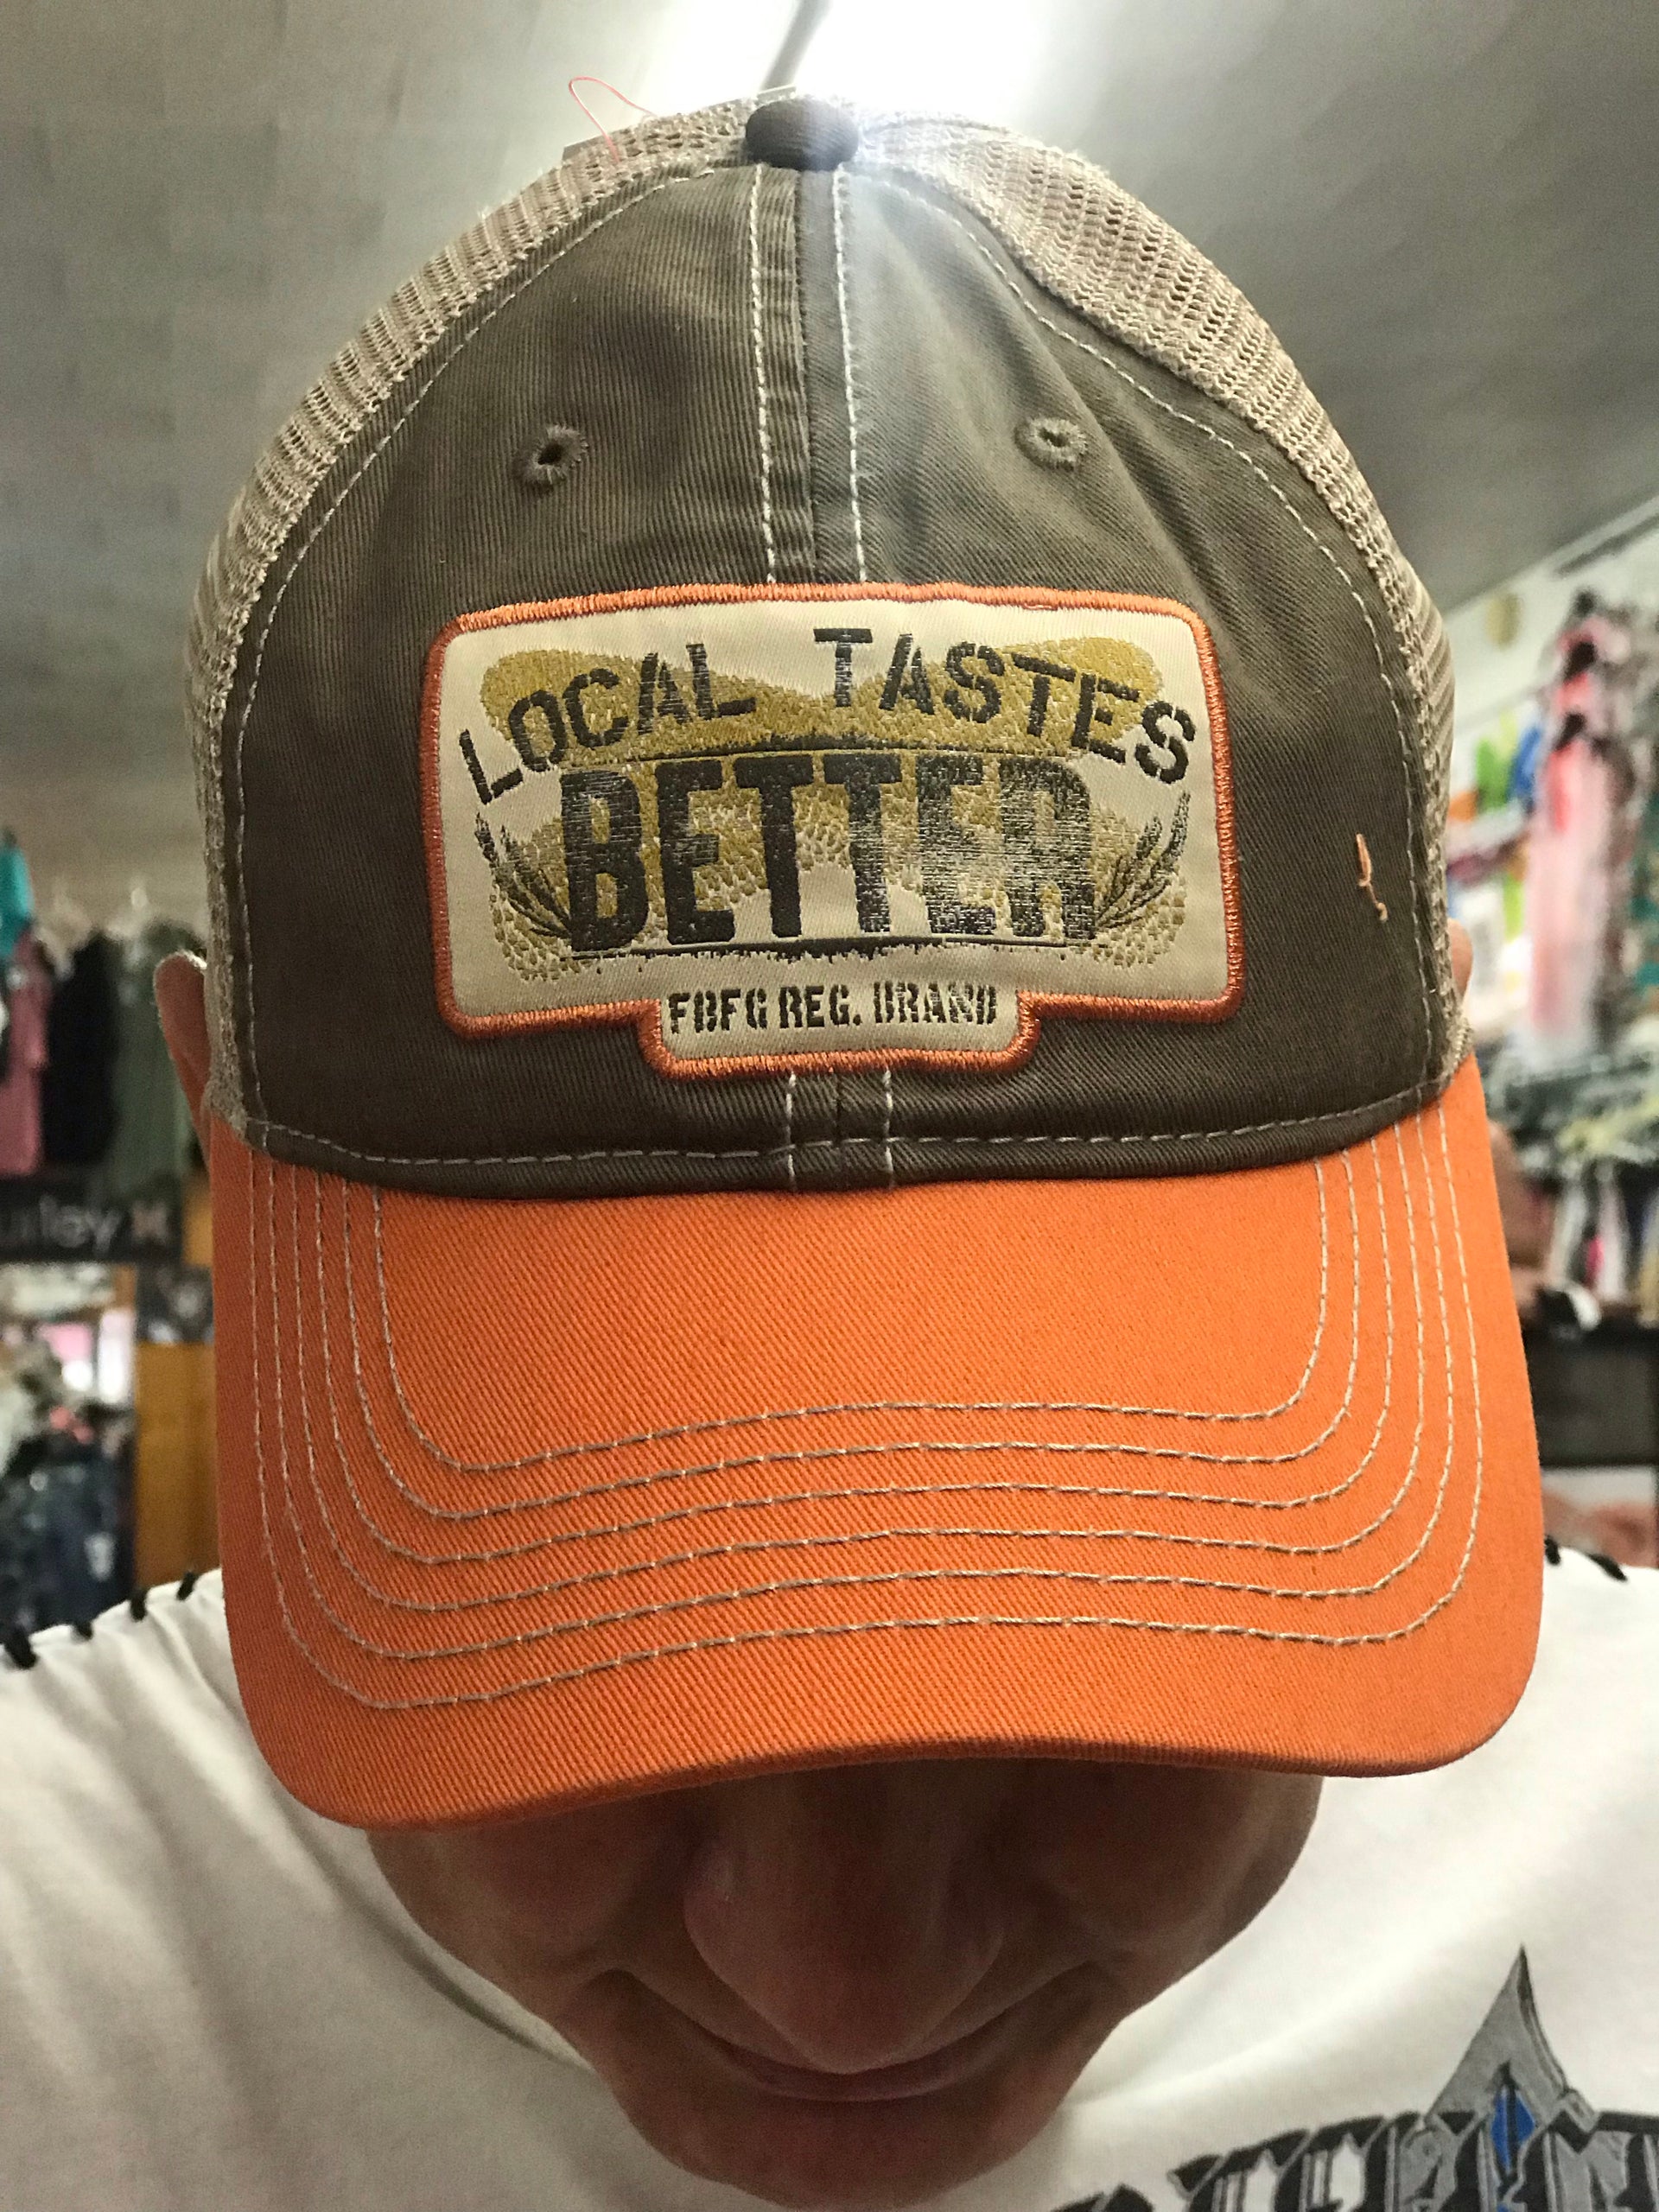 LOCAL TASTES
BETTER
FBFG REG. BRAND